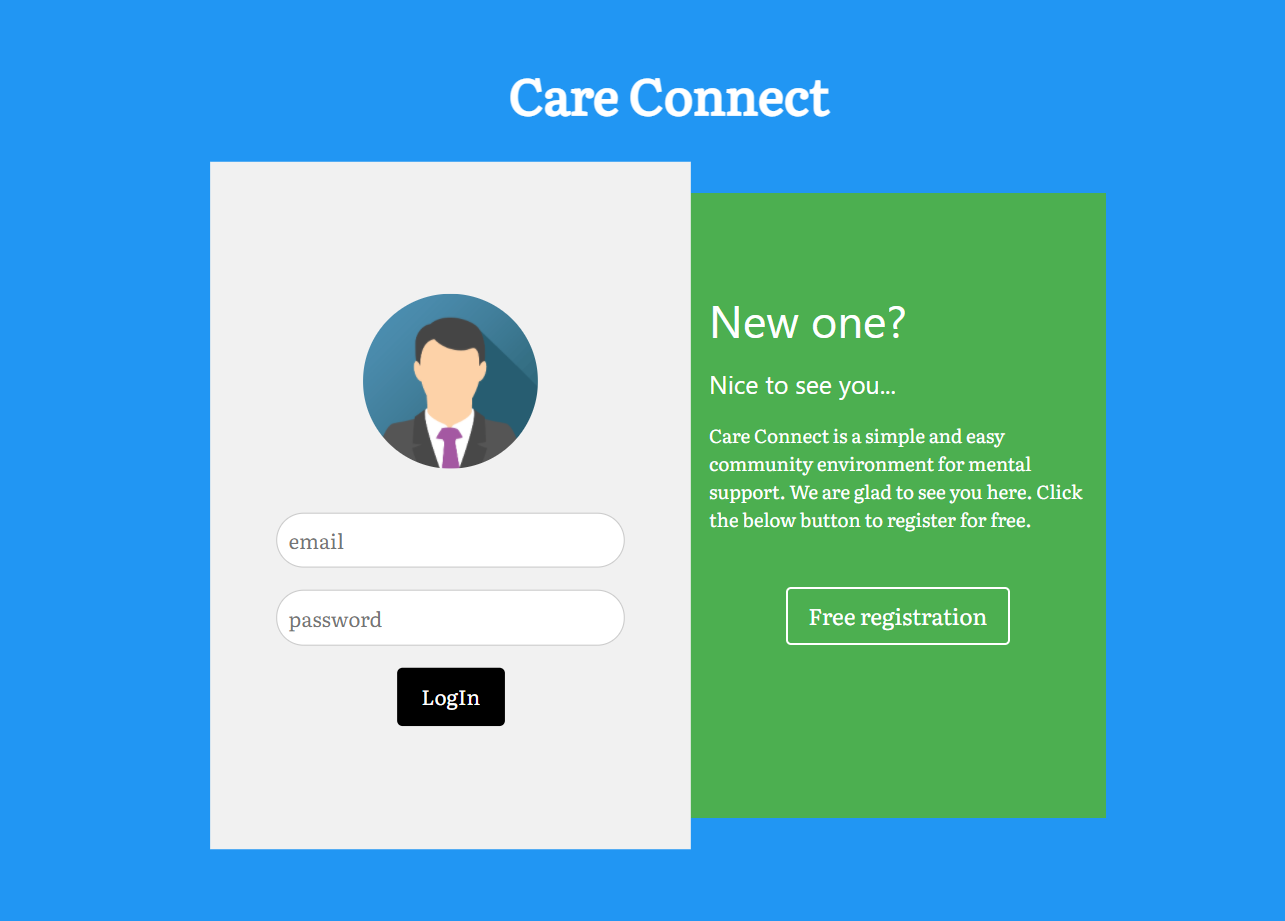 Care Connect
email
password
LogIn
New one?
Nice to see you...
Care Connect is a simple and easy
community environment for mental
support. We are glad to see you here. Click
the below button to register for free.
Free registration